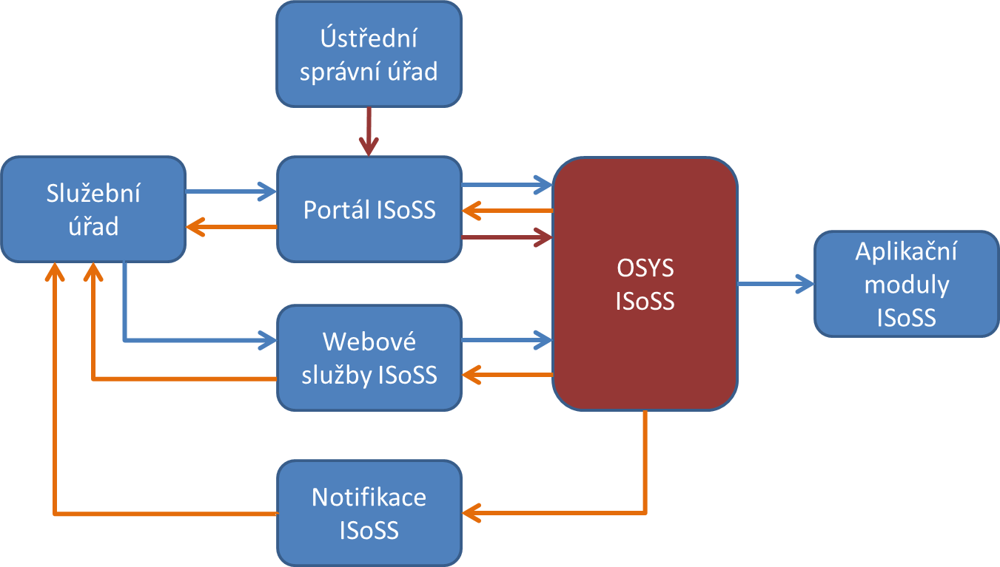 Ústřední
správní úřad
Služební
úřad
Portál ISoSS
OSYS
ISoSS
Aplikační
moduly
ISoSS
Webové
služby ISoSS
Notifikace
ISoSS